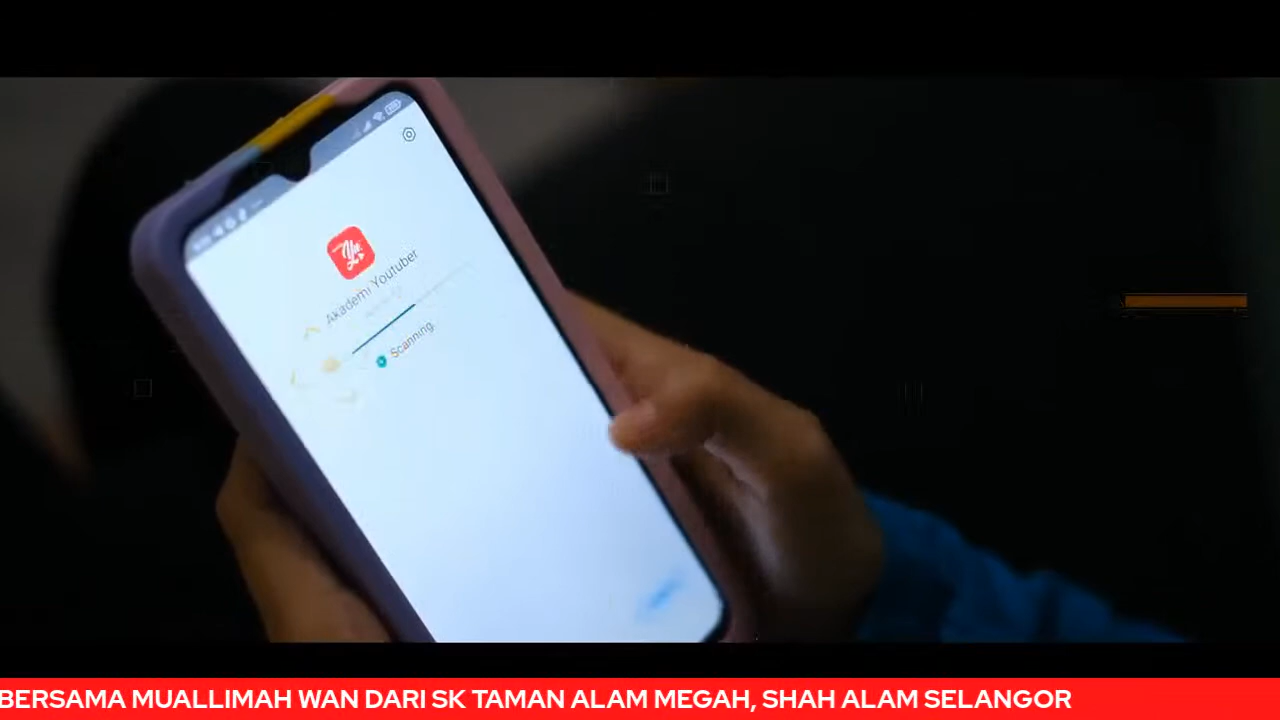 Akademi Youtuber
Scanning
BERSAMA MUALLIMAH WAN DARI SK TAMAN ALAM MEGAH, SHAH ALAM SELANGOR